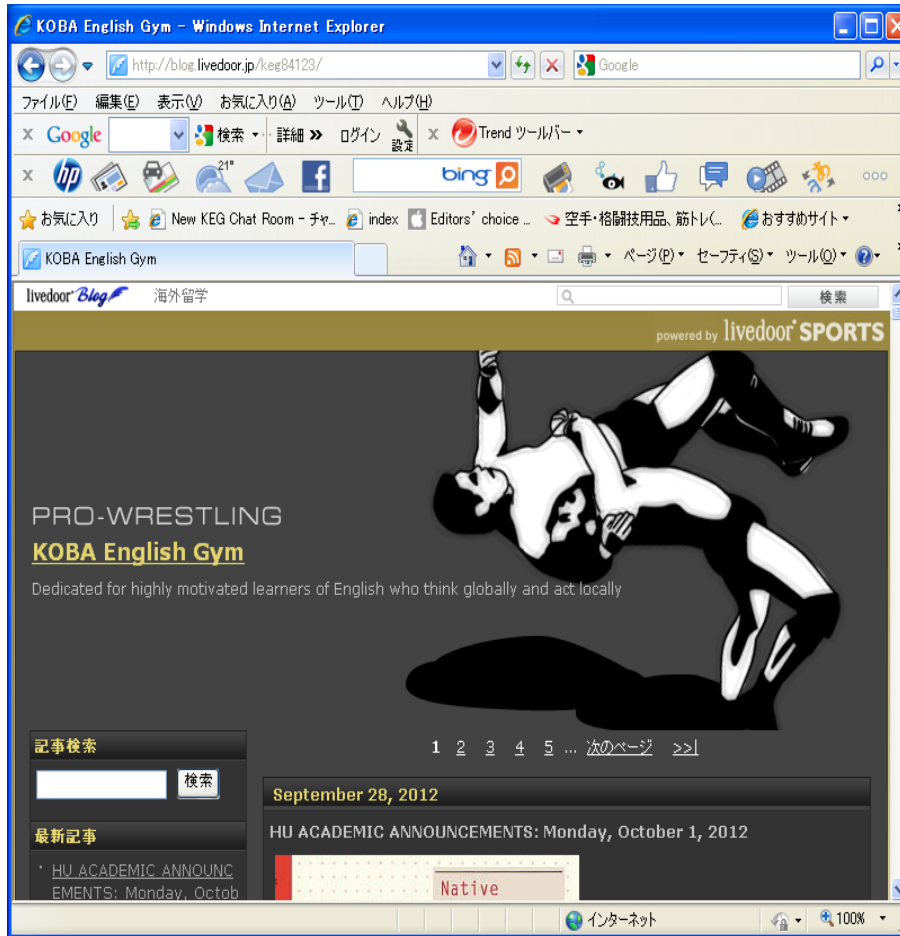 KOBA English Gym - Windows Internet Explorer
http://blog.livedoor.jp/keg84123/
Google
ファイル(F) 編集(E) 表示(V) お気に入り(A) ツール(T) ヘルプ(H)
x Google 検索 詳細 >> ログイン 設定 x Trend ツールバー
x hp 21° f bing
お気に入り New KEG Chat Room - チャ... index Editors' choice ... 空手・格闘技用品、筋トレ(... おすすめサイト
KOBA English Gym ページ(P) セーフティ(S) ツール(O)
livedoor Blog 海外留学 検索
powered by livedoor SPORTS
PRO-WRESTLING
KOBA English Gym
Dedicated for highly motivated learners of English who think globally and act locally
記事検索
1 2 3 4 5 ... 次のページ >>|
検索
September 28, 2012
最新記事
HU ACADEMIC ANNOUNCEMENTS: Monday, October 1, 2012
HU ACADEMIC ANNOUNC
EMENTS: Monday, Octob
Native
インターネット 100%